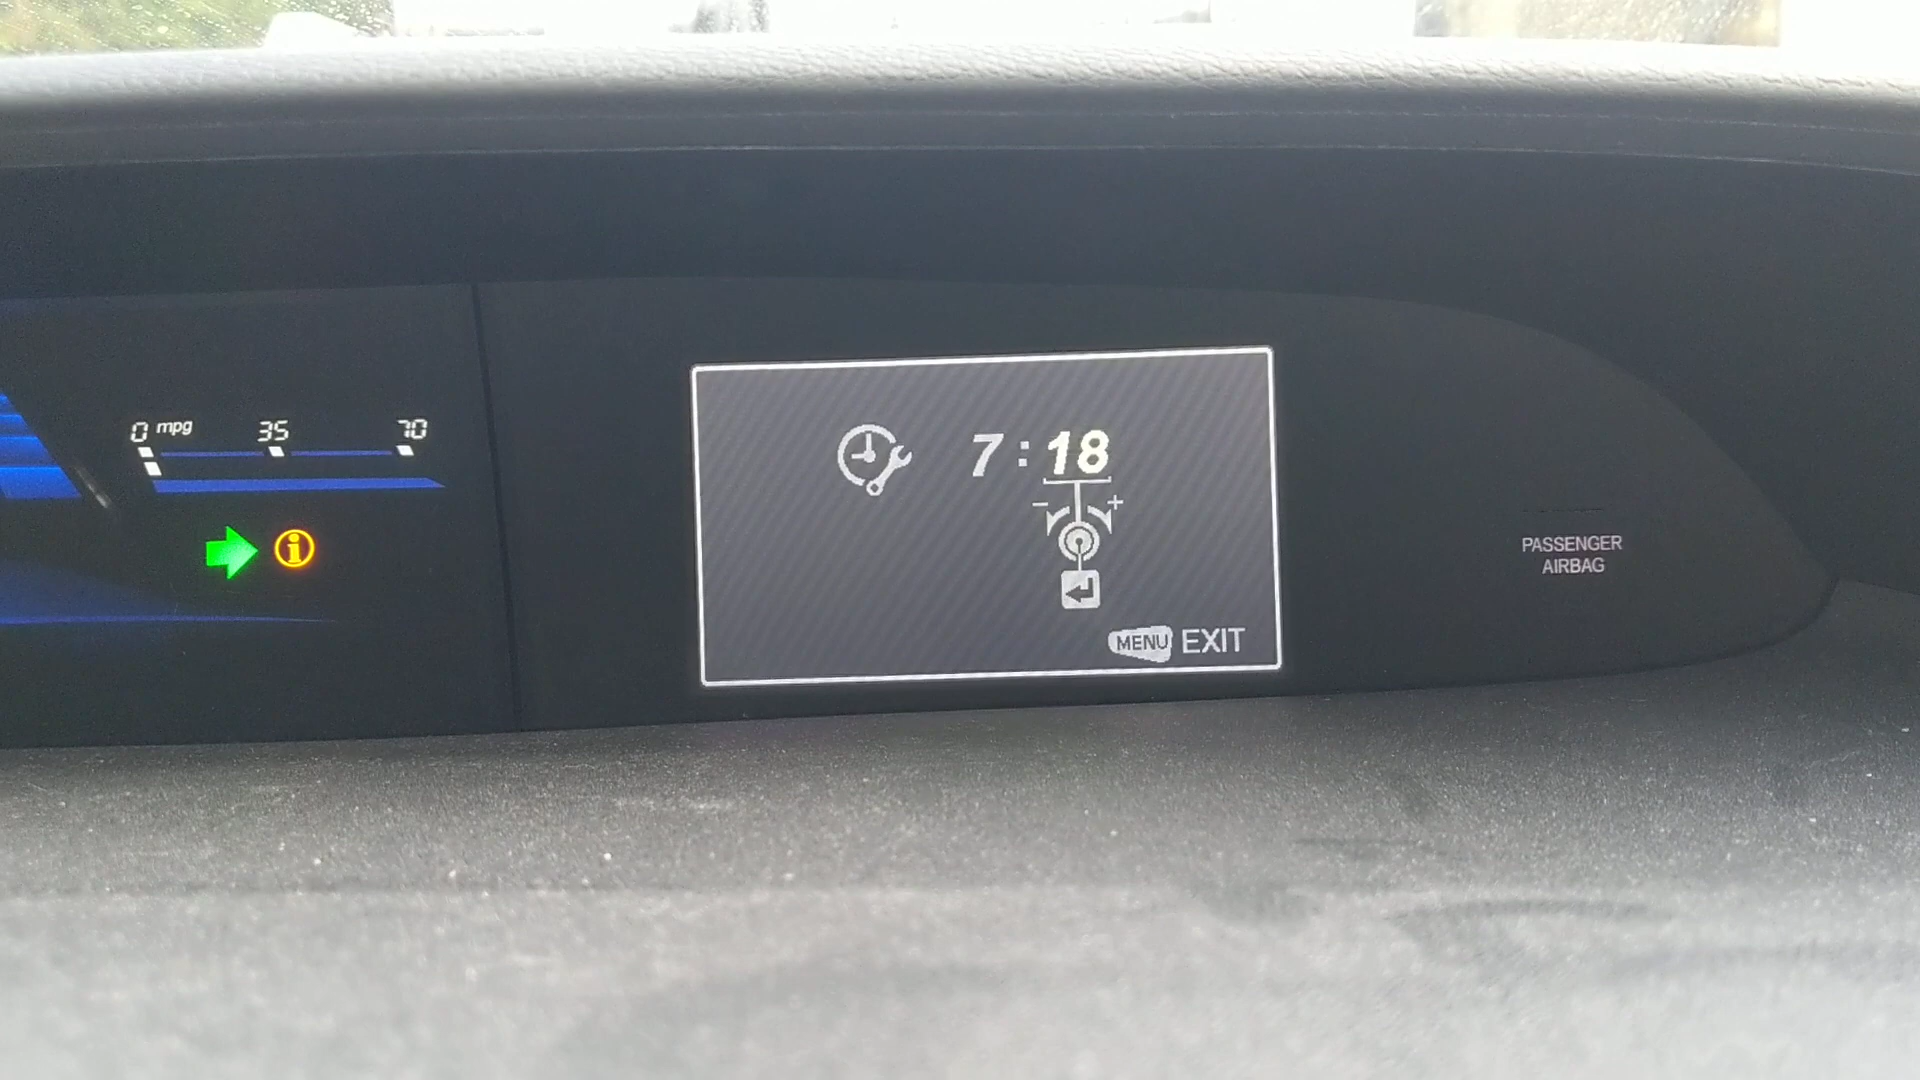 0 mpg 35 70
7:18
- +
i
MENU EXIT
PASSENGER
AIRBAG